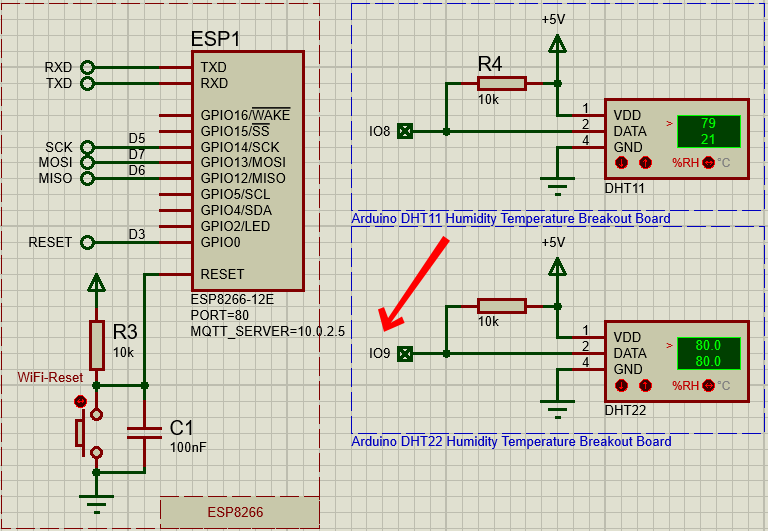 ESP1
RXD
TXD
TXD
RXD
GPIO16/WAKE
GPIO15/SS
SCK
D5
GPIO14/SCK
MOSI
D7
GPIO13/MOSI
MISO
D6
GPIO12/MISO
GPIO5/SCL
GPIO4/SDA
GPIO2/LED
RESET
D3
GPIO0
RESET
ESP8266-12E
PORT=80
MQTT_SERVER=10.0.2.5
R3
10k
WiFi-Reset
C1
100nF
ESP8266
+5V
R4
10k
IO8
1
2
4
VDD
DATA
GND
>
79
21
%RH
°C
DHT11
Arduino DHT11 Humidity Temperature Breakout Board
+5V
10k
IO9
1
2
4
VDD
DATA
GND
>
80.0
80.0
%RH
°C
DHT22
Arduino DHT22 Humidity Temperature Breakout Board